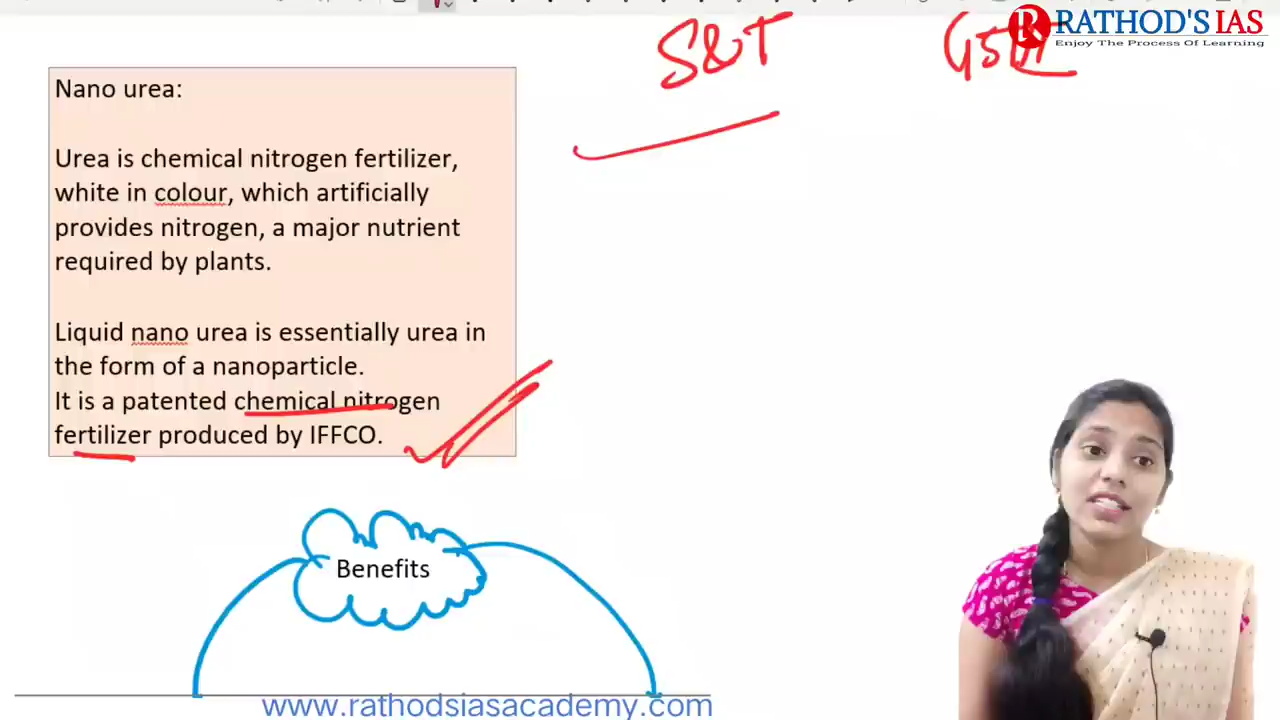 S&T
RATHOD'S IAS
Enjoy The Process Of Learning
Nano urea:
Urea is chemical nitrogen fertilizer,
white in colour, which artificially
provides nitrogen, a major nutrient
required by plants.
Liquid nano urea is essentially urea in
the form of a nanoparticle.
It is a patented chemical nitrogen
fertilizer produced by IFFCO.
Benefits
www.rathodsiasacademy.com